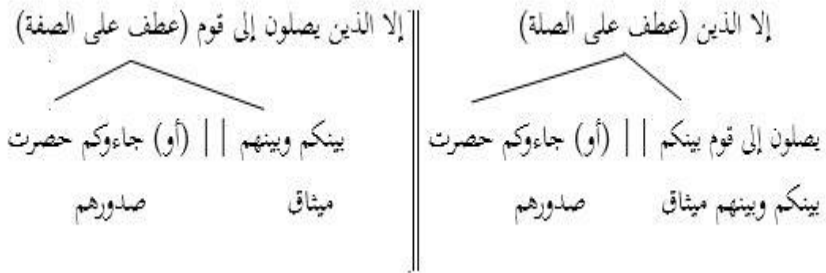 إلا الذين (عطف على الصلة)
يصلون إلى قوم بينكم || (أو) جاءوكم حصرت
بينكم وبينهم ميثاق صدورهم
إلا الذين يصلون إلى قوم (عطف على الصفة)
بينكم وبينهم || (أو) جاءوكم حصرت
ميثاق صدورهم